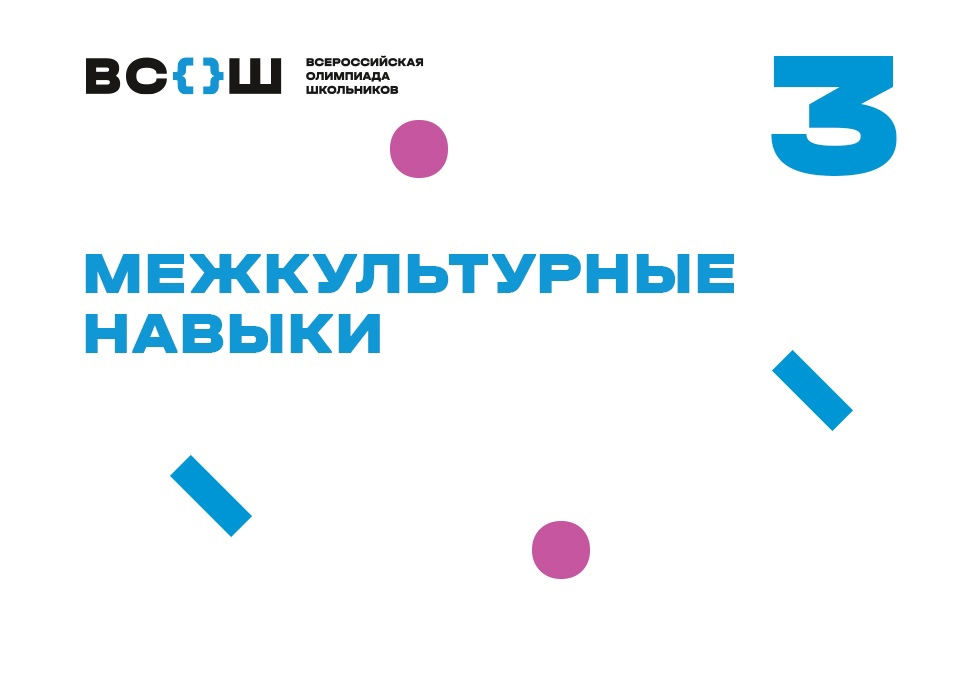 ВС{}Ш
ВСЕРОССИЙСКАЯ
ОЛИМПИАДА
ШКОЛЬНИКОВ
3
МЕЖКУЛЬТУРНЫЕ
НАВЫКИ